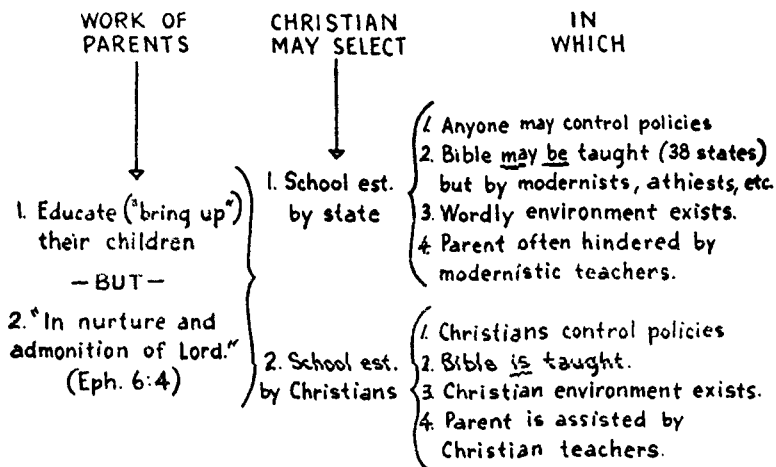 WORK OF
PARENTS
1. Educate ("bring up")
their children
— BUT —
2. "In nurture and
admonition of Lord."
(Eph. 6:4)
CHRISTIAN
MAY SELECT
1. School est.
by state
2. School est.
by Christians
IN
WHICH
1. Anyone may control policies
2. Bible may be taught (38 states)
but by modernists, athiests, etc.
3. Wordly environment exists.
4. Parent often hindered by
modernistic teachers.
1. Christians control policies
2. Bible is taught.
3. Christian environment exists.
4. Parent is assisted by
Christian teachers.